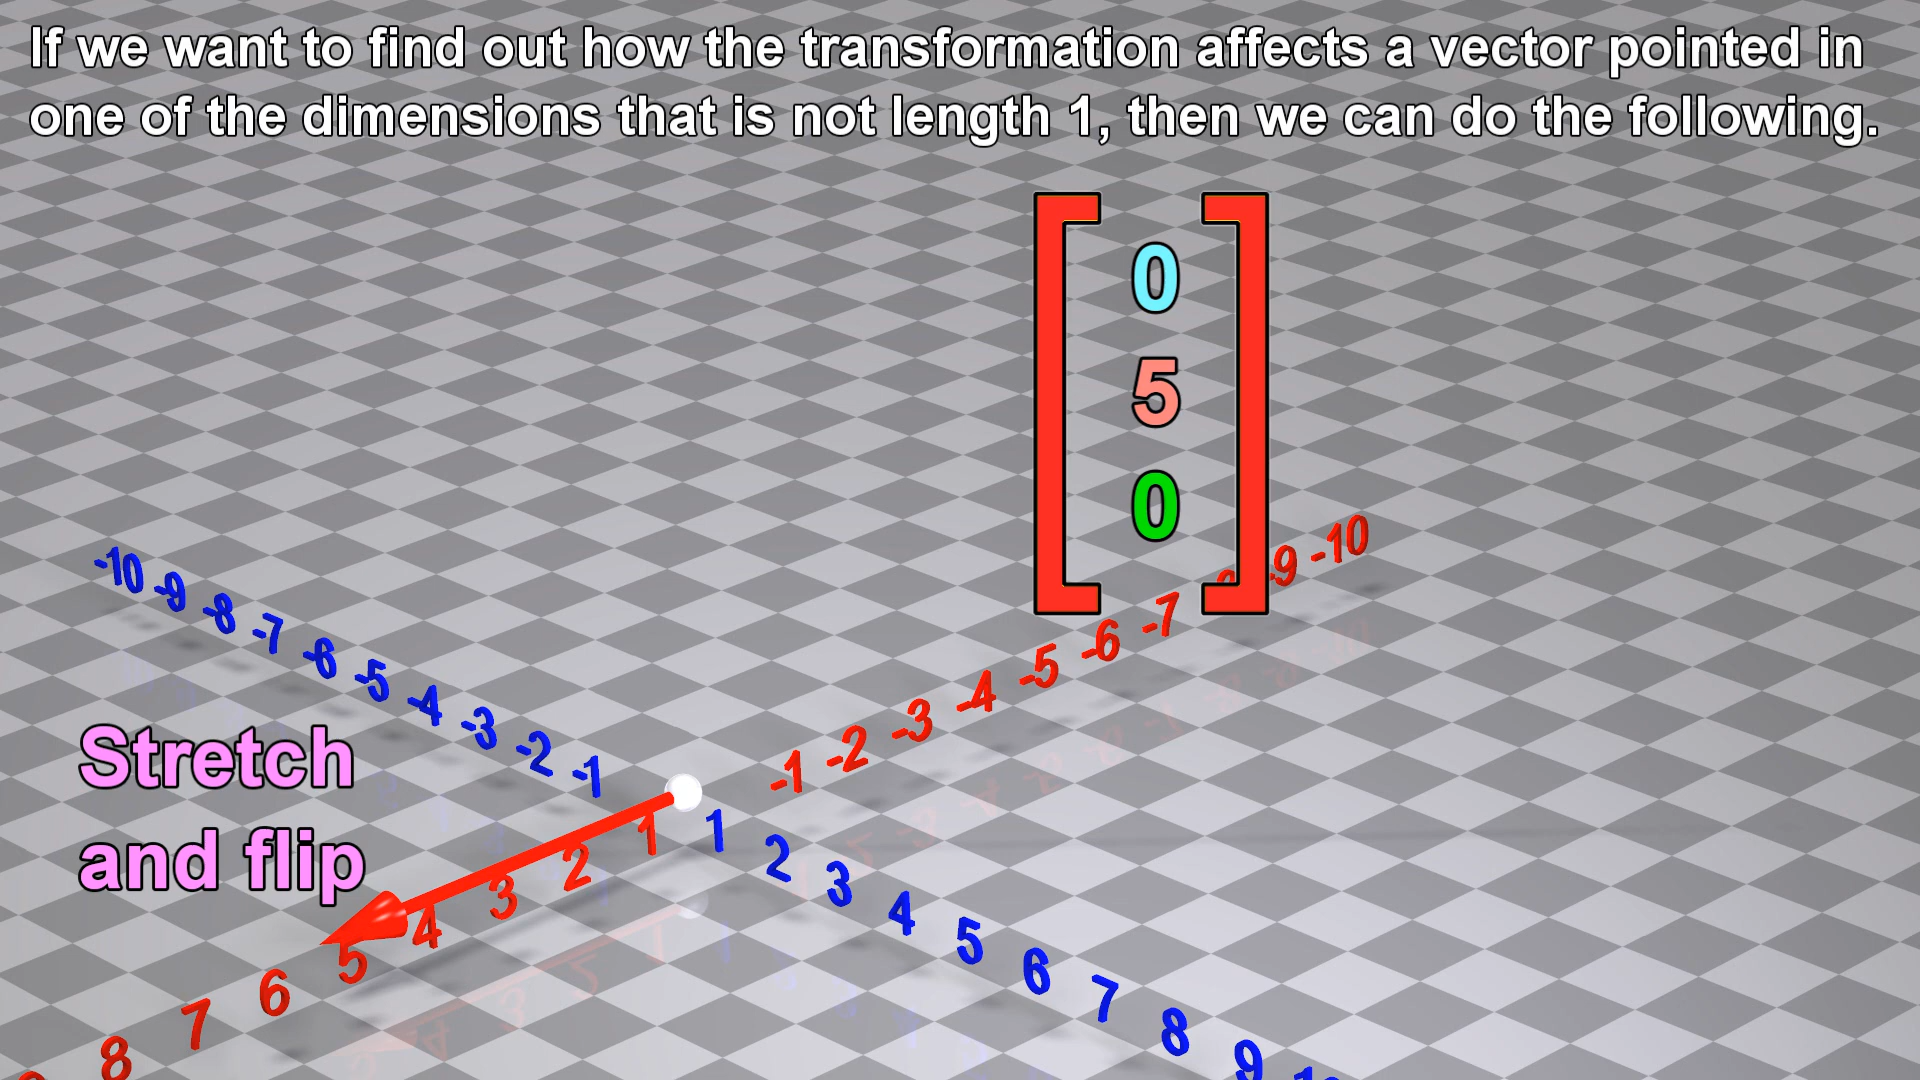 If we want to find out how the transformation affects a vector pointed in
one of the dimensions that is not length 1, then we can do the following.
0
5
0
-10 -9 -8 -7 -6 -5 -4 -3 -2 -1 1 2 3 4 5 6 7 8 9
-10 -9 -7 -6 -5 -4 -3 -2 -1 1 2 3 4 5 6 7 8
Stretch
and flip